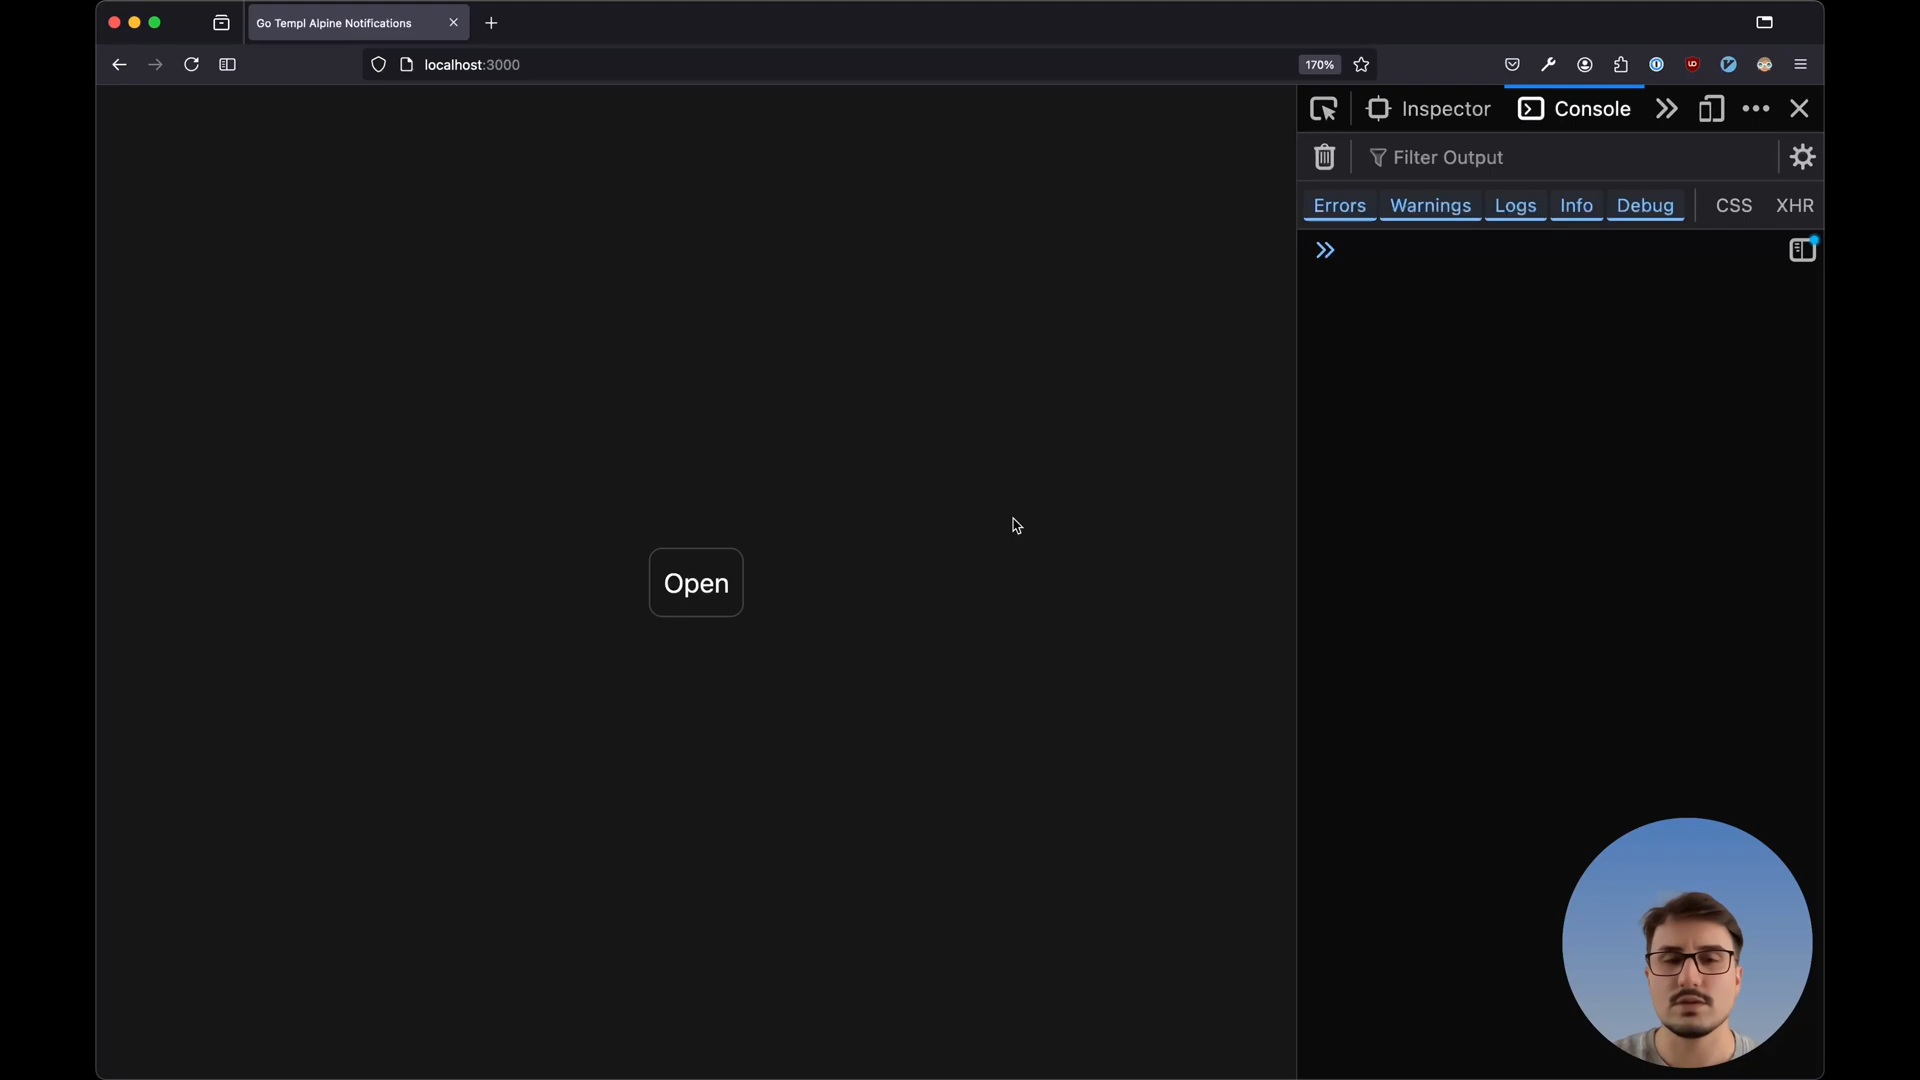 Go Templ Alpine Notifications
localhost:3000
170%
Inspector
Console
Filter Output
Errors
Warnings
Logs
Info
Debug
CSS
XHR
Open